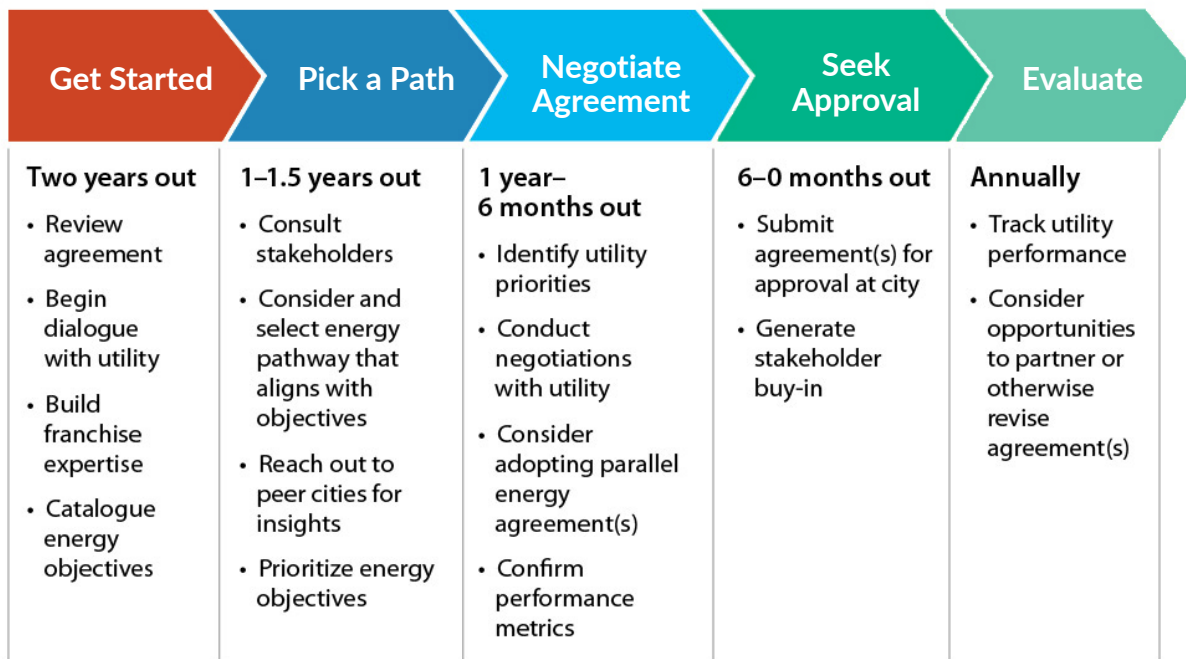 Get Started
Pick a Path
Negotiate
Agreement
Seek
Approval
Evaluate
Two years out
• Review
agreement
• Begin
dialogue
with utility
• Build
franchise
expertise
• Catalogue
energy
objectives
1–1.5 years out
• Consult
stakeholders
• Consider and
select energy
pathway that
aligns with
objectives
• Reach out to
peer cities for
insights
• Prioritize energy
objectives
1 year–
6 months out
• Identify utility
priorities
• Conduct
negotiations
with utility
• Consider
adopting parallel
energy
agreement(s)
• Confirm
performance
metrics
6–0 months out
• Submit
agreement(s) for
approval at city
• Generate
stakeholder
buy-in
Annually
• Track utility
performance
• Consider
opportunities
to partner or
otherwise
revise
agreement(s)